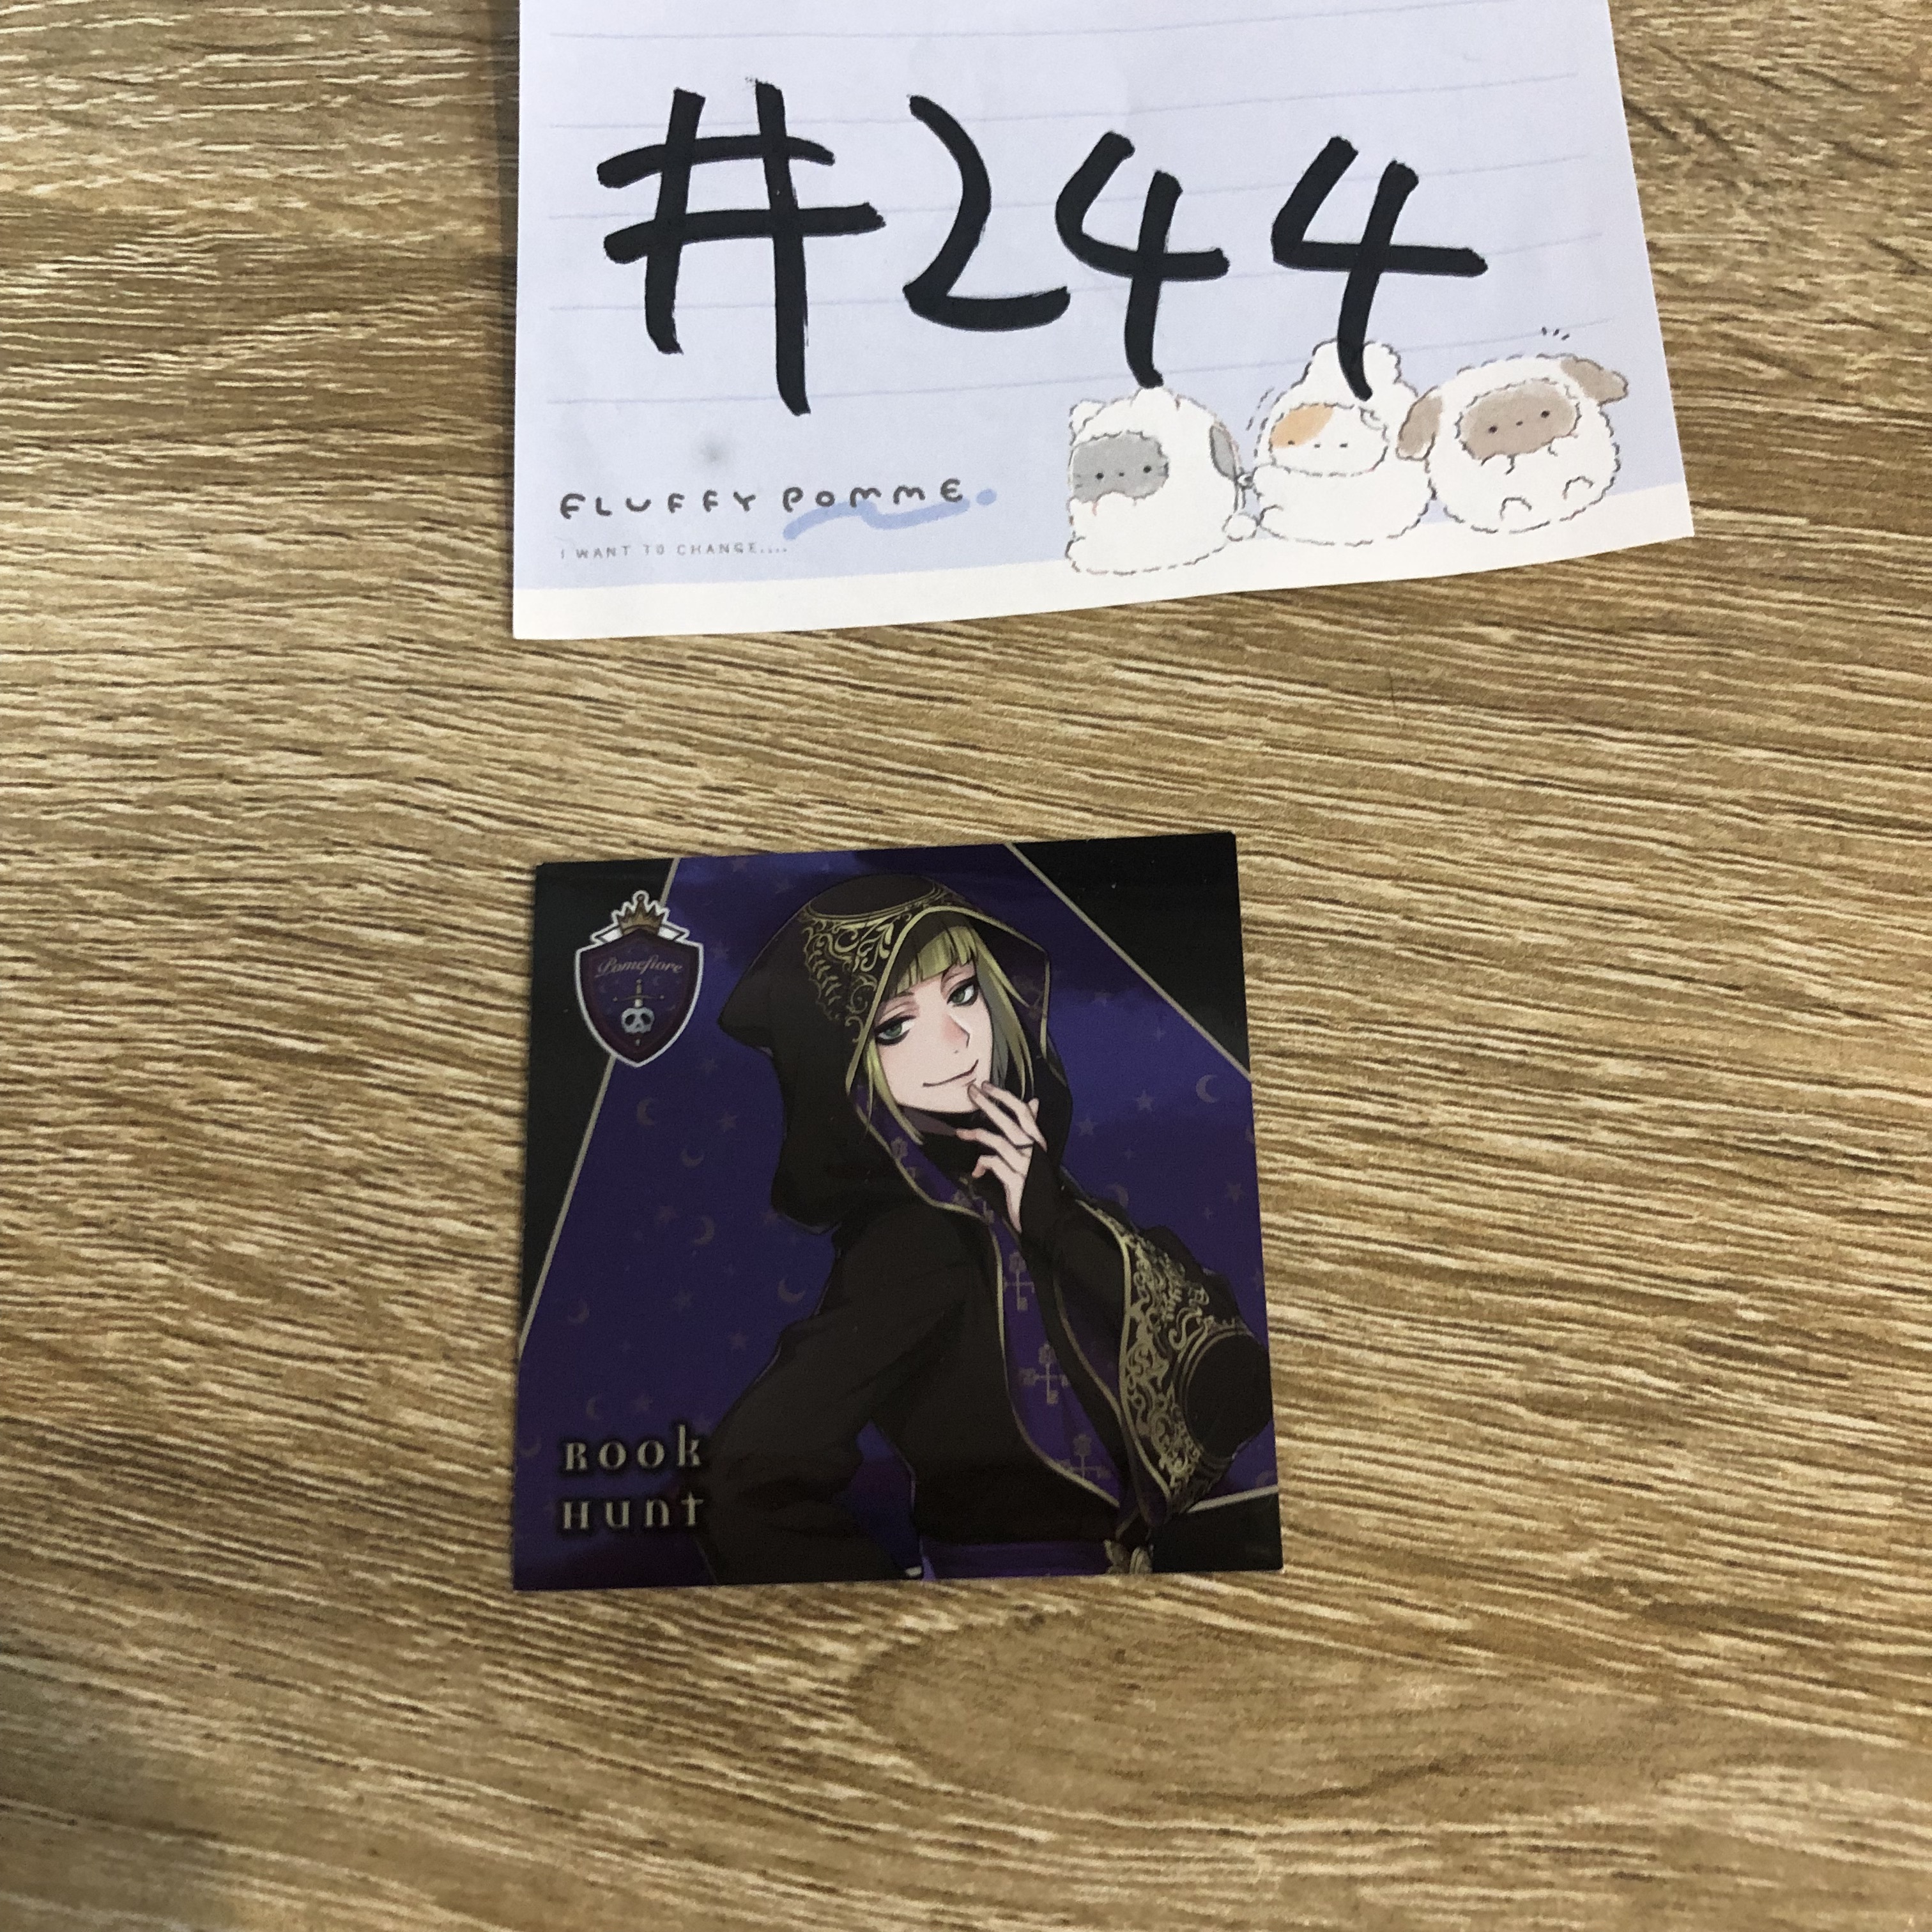 #244
FLUFFY POMME.
I WANT TO CHANGE....
Pomefiore
ROOK
HUNT